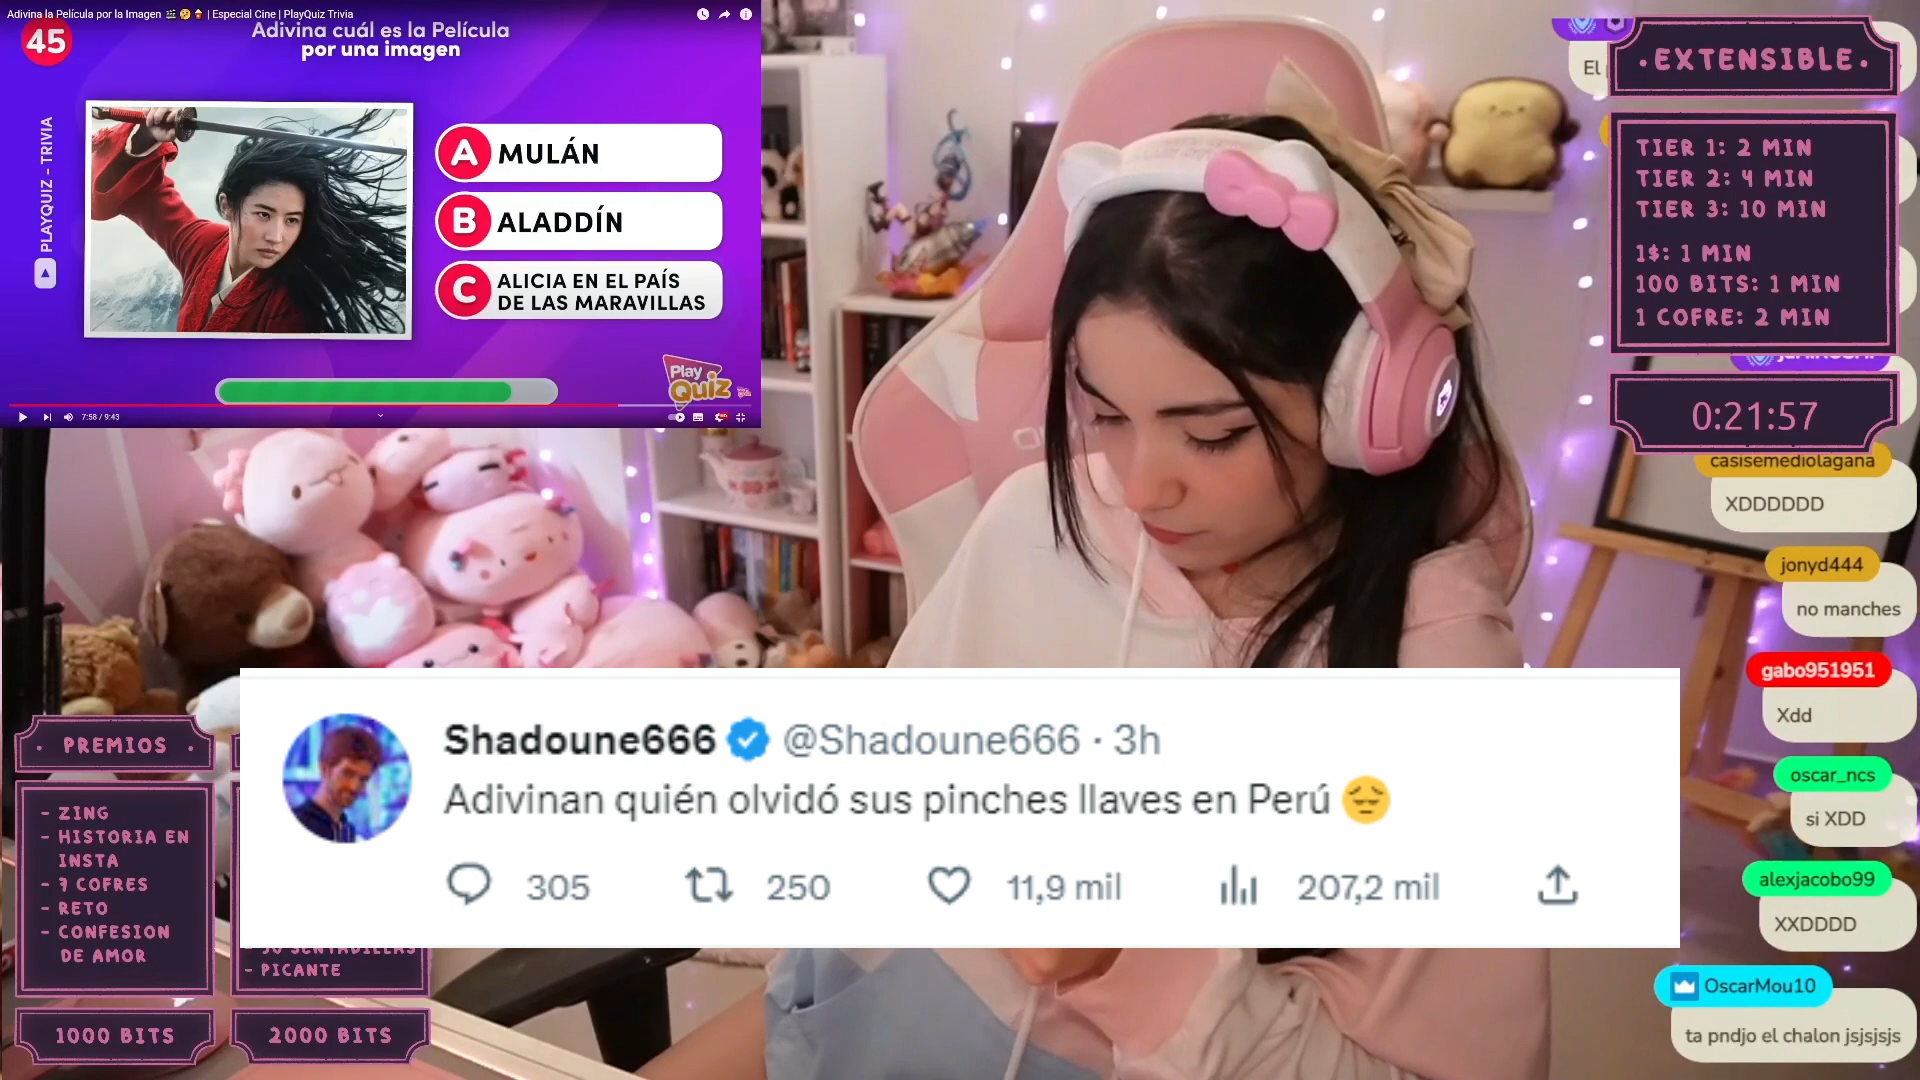 Adivina la Película por la Imagen 🎬🤔🍿 | Especial Cine | PlayQuiz Trivia
45
Adivina cuál es la Película
por una imagen
PLAYQUIZ - TRIVIA
A MULÁN
B ALADDÍN
C ALICIA EN EL PAÍS
DE LAS MARAVILLAS
Play
Quiz
7:58 / 9:43
El
· EXTENSIBLE ·
TIER 1: 2 MIN
TIER 2: 4 MIN
TIER 3: 10 MIN
1$: 1 MIN
100 BITS: 1 MIN
1 COFRE: 2 MIN
0:21:57
casisemediolagana
XDDDDDD
jonyd444
no manches
gabo951951
Xdd
oscar_ncs
si XDD
alexjacobo99
XXDDDD
OscarMou10
ta pndjo el chalon jsjsjsjs
Shadoune666 @Shadoune666 · 3h
Adivinan quién olvidó sus pinches llaves en Perú 😔
305 250 11,9 mil 207,2 mil
· PREMIOS ·
- ZING
- HISTORIA EN
INSTA
- 7 COFRES
- RETO
- CONFESION
DE AMOR
1000 BITS
- 50 SENTADILLAS
- PICANTE
2000 BITS